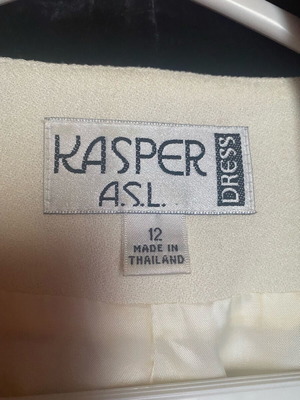 KASPER
A.S.L.
DRESS
12
MADE IN
THAILAND